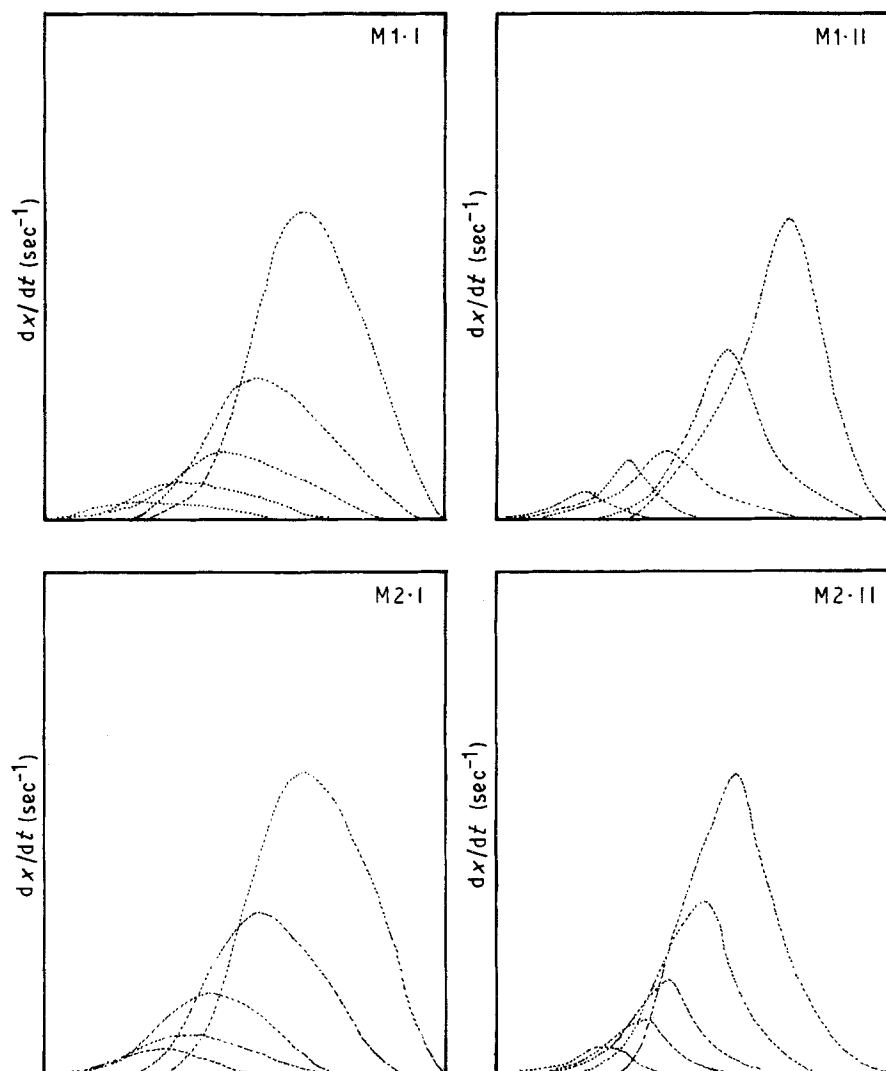 M1·I
dx/dt (sec⁻¹)
M1·II
dx/dt (sec⁻¹)
M2·I
dx/dt (sec⁻¹)
M2·II
dx/dt (sec⁻¹)